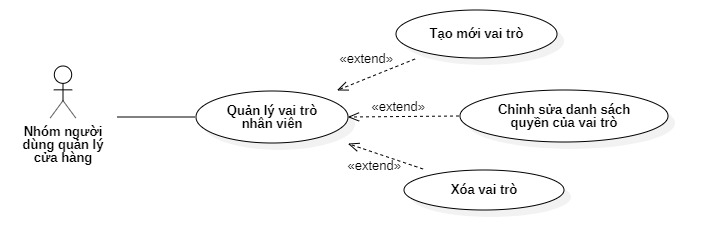 Tạo mới vai trò
«extend»
Quản lý vai trò
nhân viên
«extend»
Chỉnh sửa danh sách
quyền của vai trò
Nhóm người
dùng quản lý
cửa hàng
«extend»
Xóa vai trò